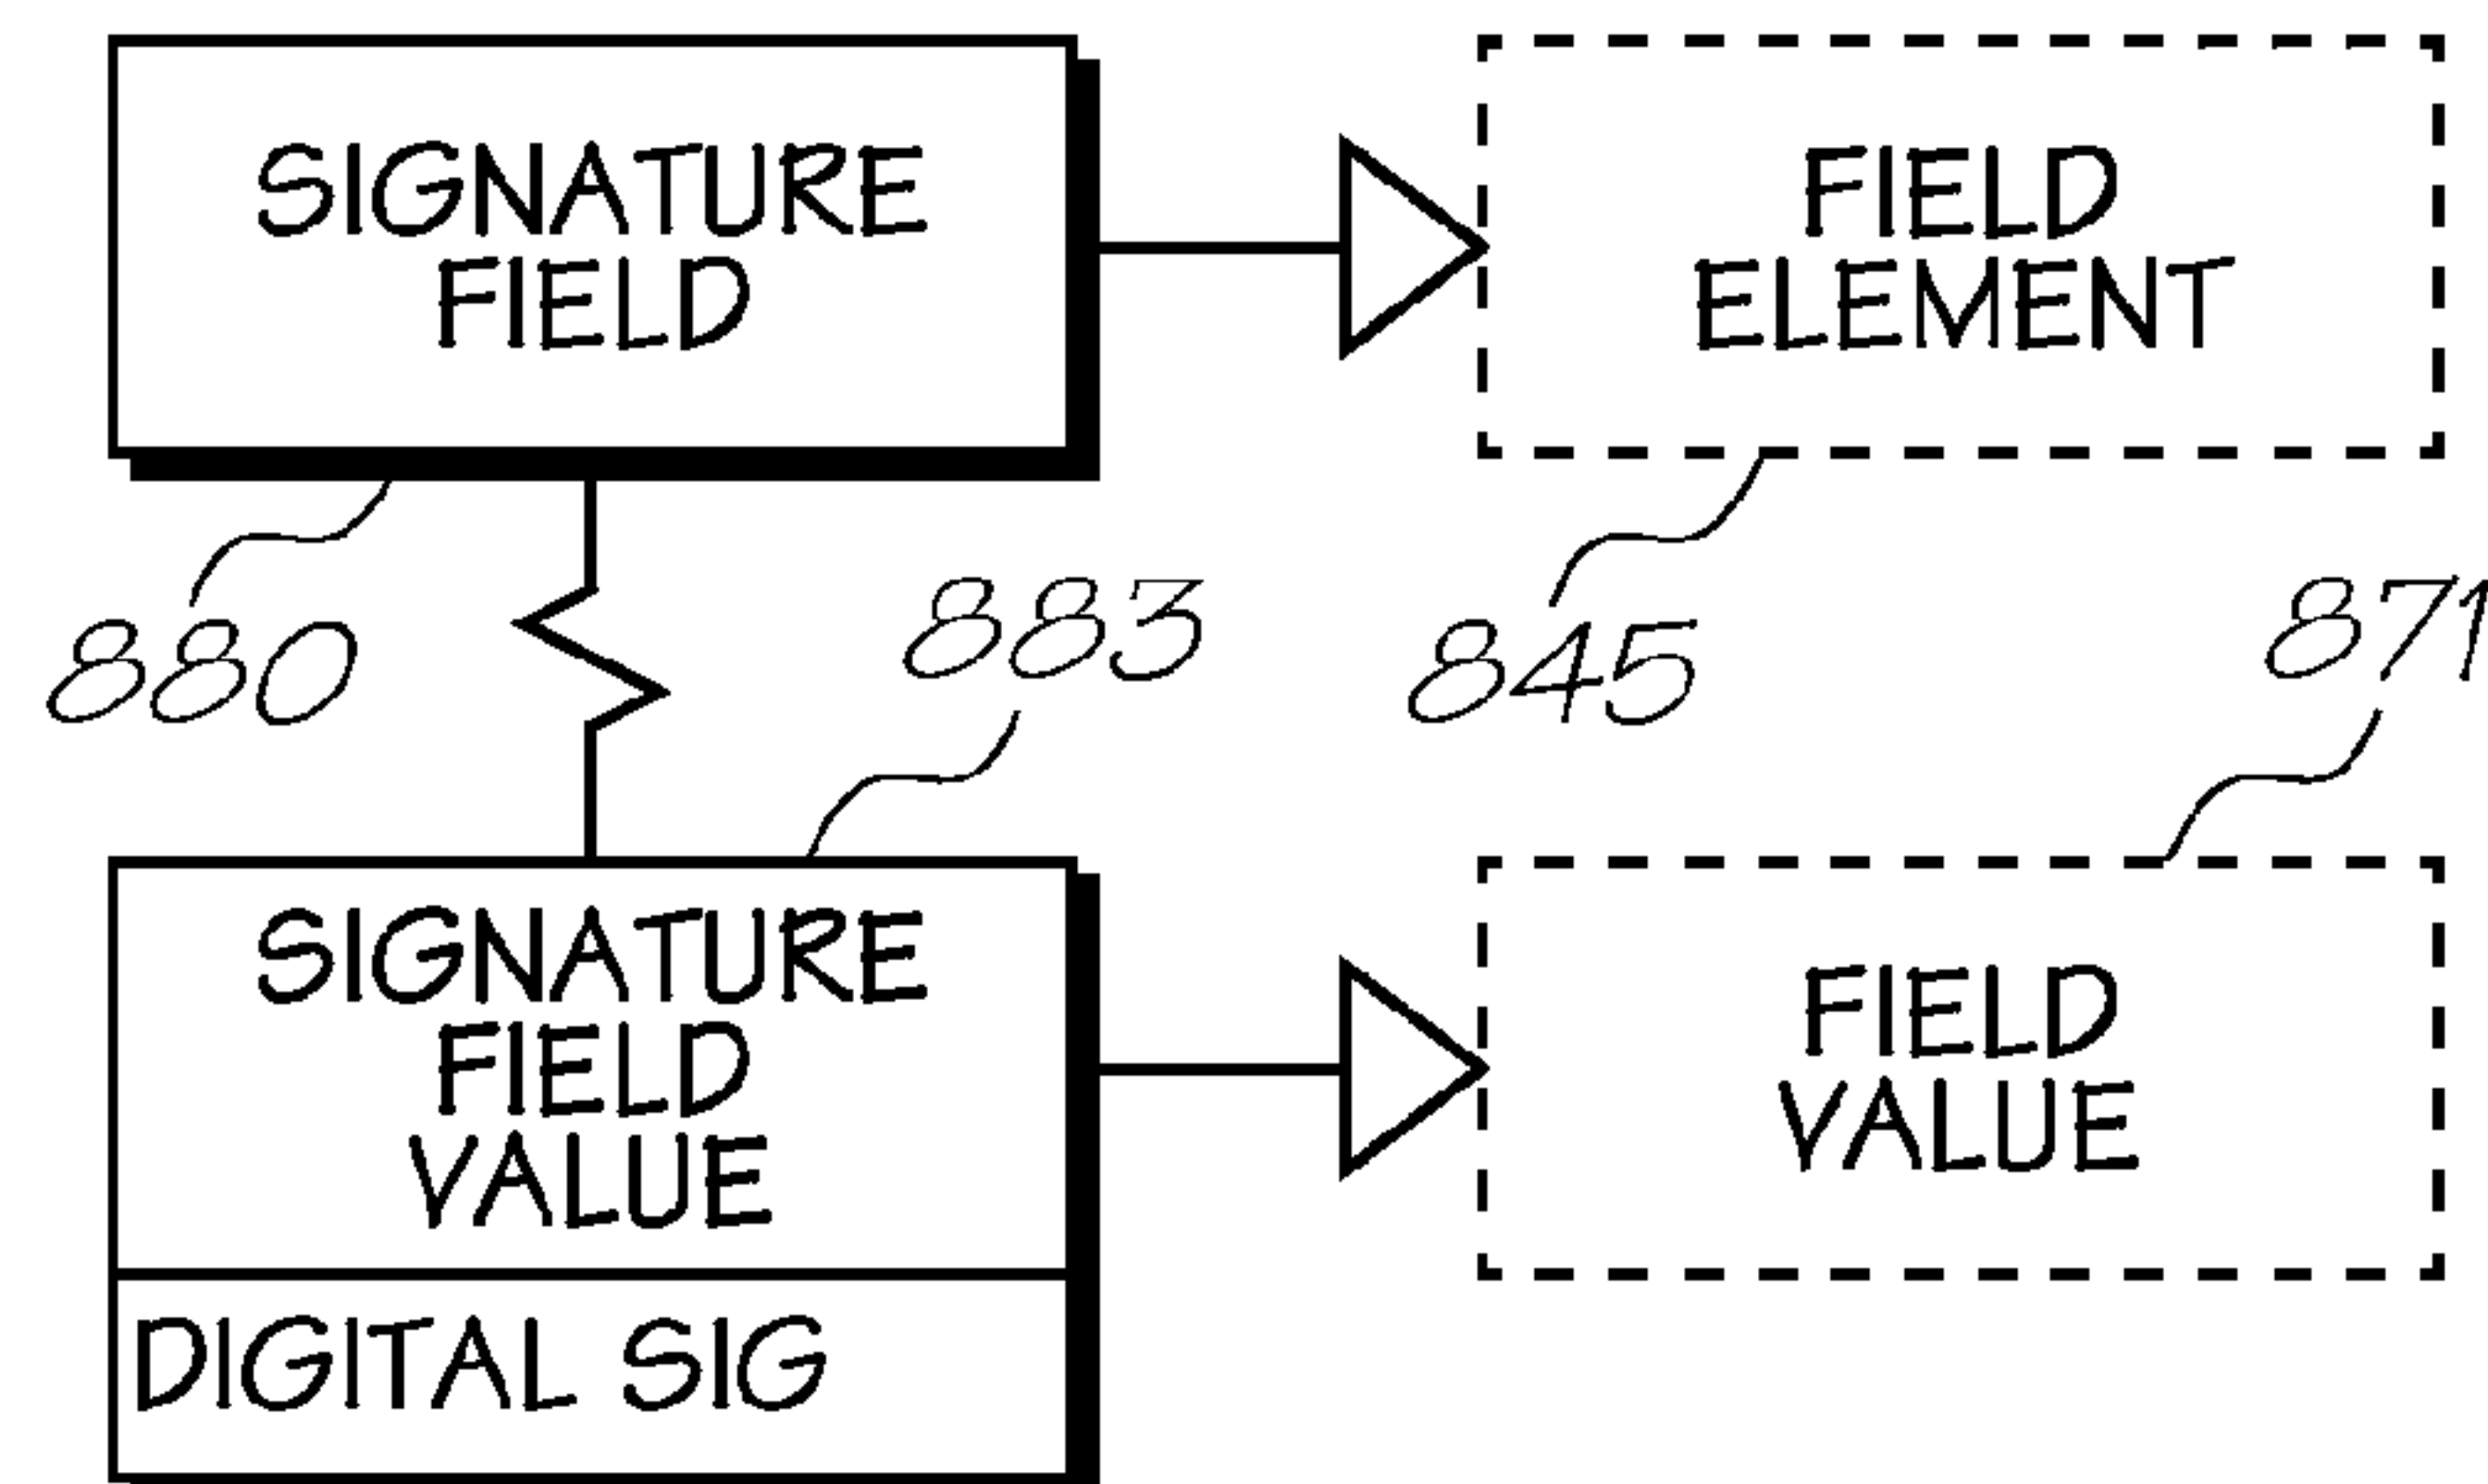 SIGNATURE
FIELD
FIELD
ELEMENT
880
883
845
871
SIGNATURE
FIELD
VALUE
FIELD
VALUE
DIGITAL SIG